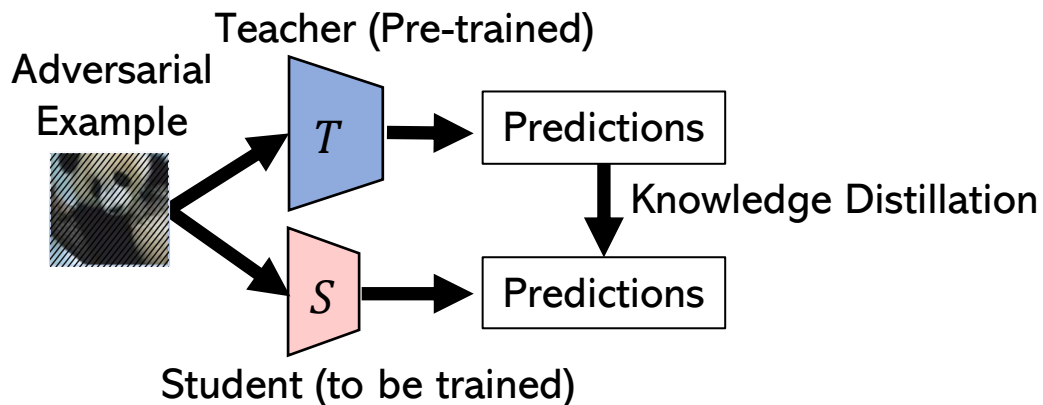 Teacher (Pre-trained)
Adversarial
Example
T
Predictions
Knowledge Distillation
S
Predictions
Student (to be trained)